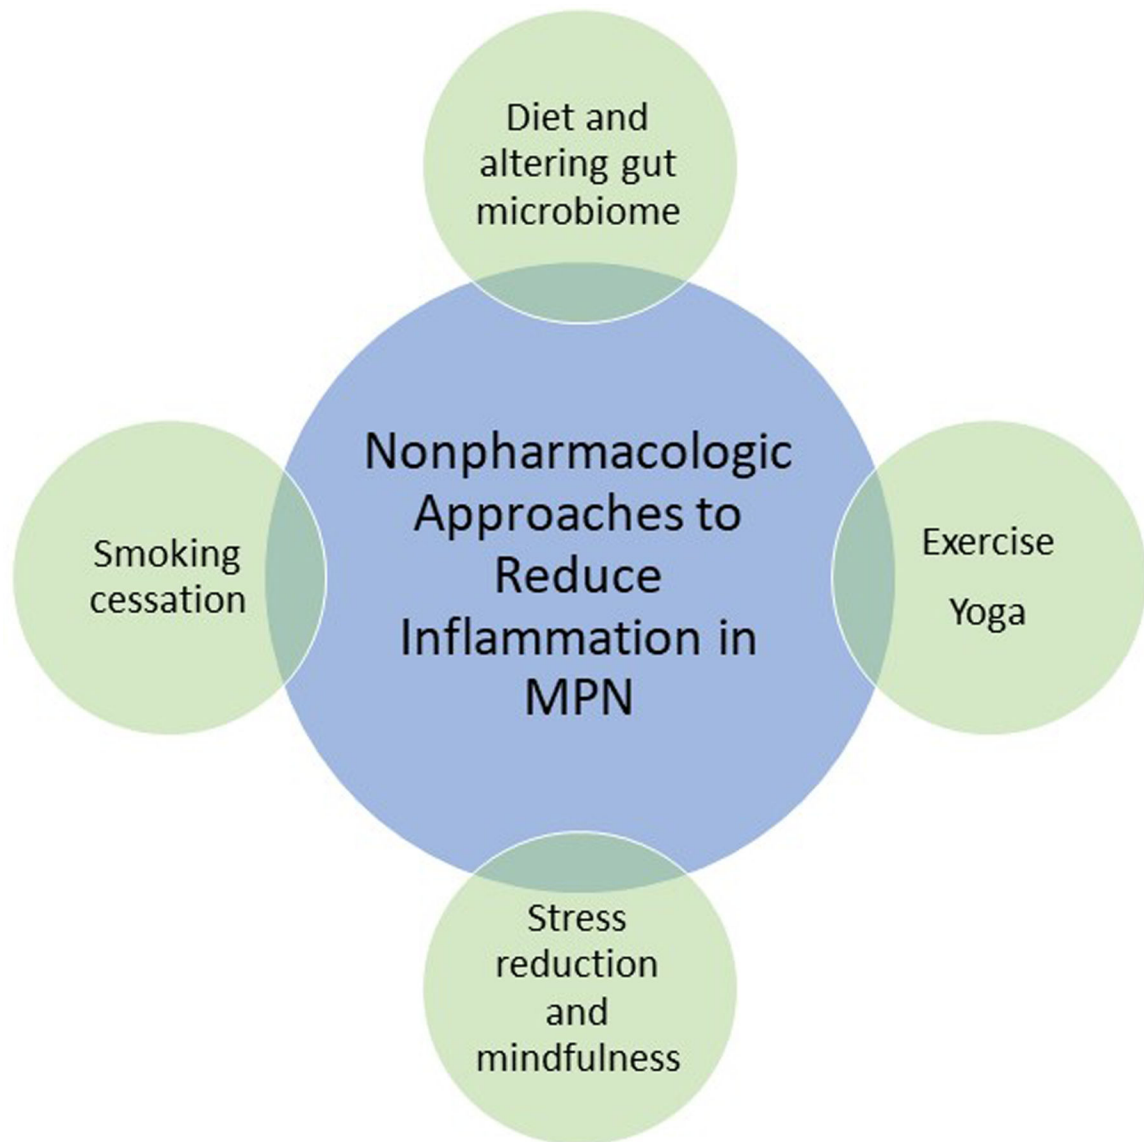 Diet and
altering gut
microbiome
Nonpharmacologic
Approaches to
Reduce
Inflammation in
MPN
Smoking
cessation
Exercise
Yoga
Stress
reduction
and
mindfulness